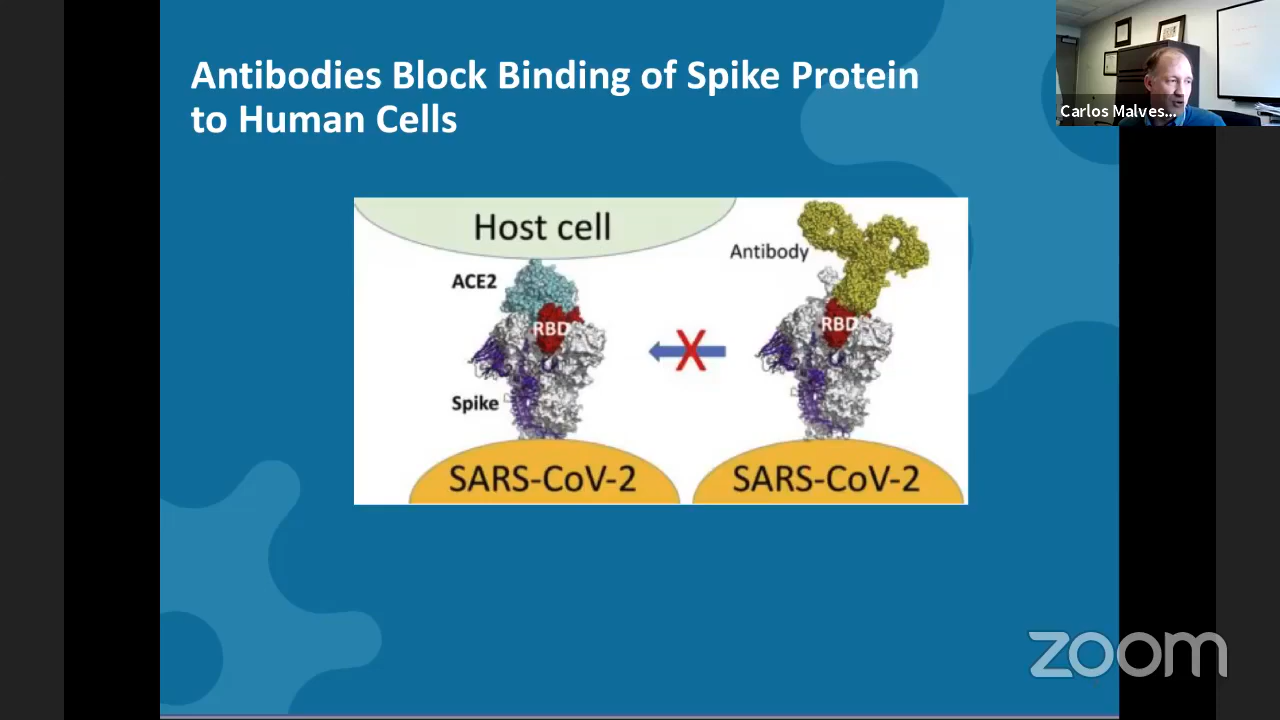 Antibodies Block Binding of Spike Protein
to Human Cells
Carlos Malves...
Host cell
Antibody
ACE2
RBD
RBD
Spike
SARS-CoV-2
SARS-CoV-2
zoom